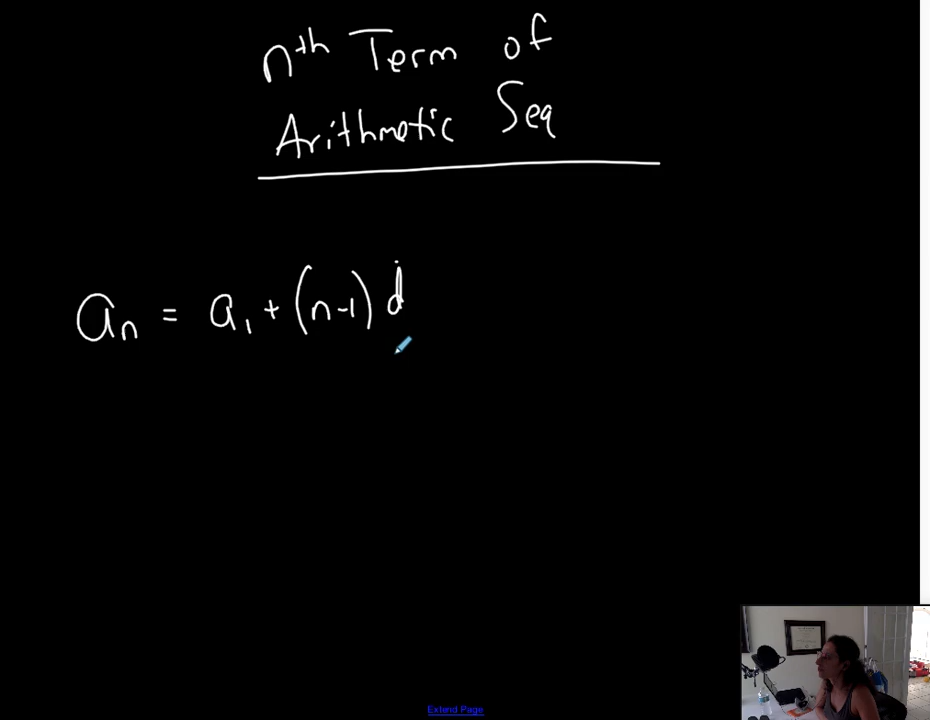 nth Term of
Arithmetic Seq
an = a1 + (n-1) d
Extend Page